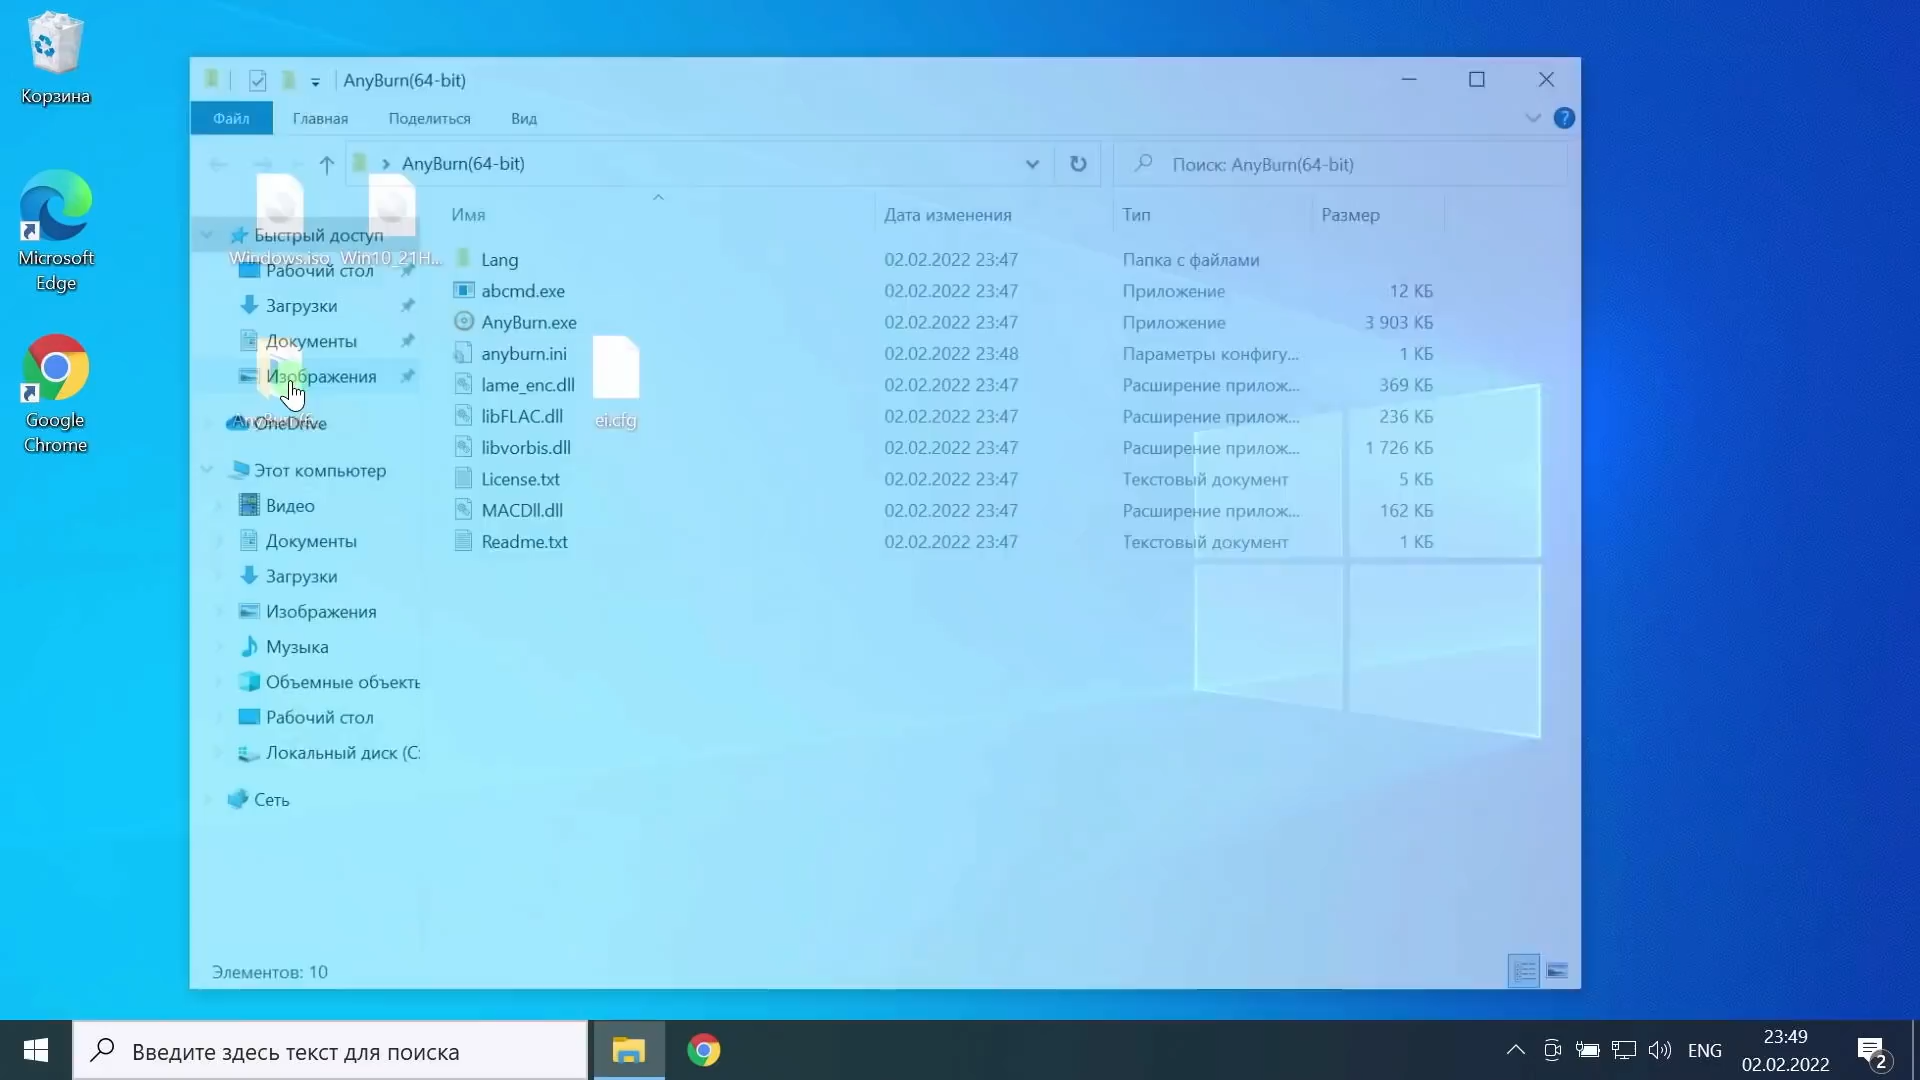 Корзина
Microsoft
Edge
Google
Chrome
AnyBurn(64-bit)
Файл
Главная
Поделиться
Вид
?
AnyBurn(64-bit)
Поиск: AnyBurn(64-bit)
Имя
Дата изменения
Тип
Размер
Быстрый доступ
Windows.iso
Win10_21H...
Рабочий стол
Загрузки
Документы
Изображения
OneDrive
Этот компьютер
Видео
Документы
Загрузки
Изображения
Музыка
Объемные объекты
Рабочий стол
Локальный диск (C:
Сеть
Lang 02.02.2022 23:47 Папка с файлами
abcmd.exe 02.02.2022 23:47 Приложение 12 КБ
AnyBurn.exe 02.02.2022 23:47 Приложение 3 903 КБ
anyburn.ini 02.02.2022 23:48 Параметры конфигу... 1 КБ
lame_enc.dll 02.02.2022 23:47 Расширение прилож... 369 КБ
libFLAC.dll 02.02.2022 23:47 Расширение прилож... 236 КБ
libvorbis.dll 02.02.2022 23:47 Расширение прилож... 1 726 КБ
License.txt 02.02.2022 23:47 Текстовый документ 5 КБ
MACDll.dll 02.02.2022 23:47 Расширение прилож... 162 КБ
Readme.txt 02.02.2022 23:47 Текстовый документ 1 КБ
ei.cfg
Элементов: 10
Введите здесь текст для поиска
ENG
23:49
02.02.2022
2